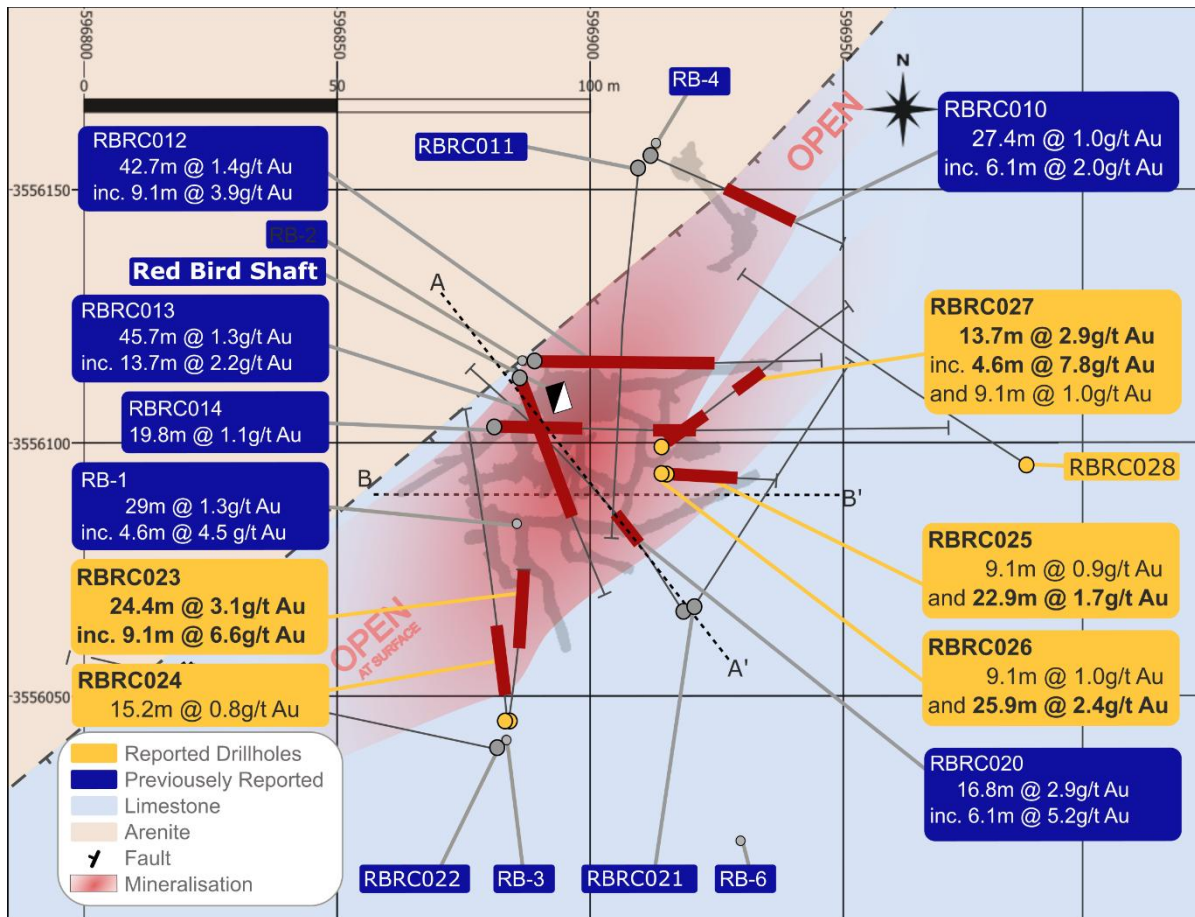 599800
599850
599900
599950
0
50
100 m
N
RB-4
RBRC011
OPEN
RBRC010
27.4m @ 1.0g/t Au
inc. 6.1m @ 2.0g/t Au
RBRC012
42.7m @ 1.4g/t Au
inc. 9.1m @ 3.9g/t Au
3556150
RB-2
Red Bird Shaft
A
RBRC013
45.7m @ 1.3g/t Au
inc. 13.7m @ 2.2g/t Au
RBRC027
13.7m @ 2.9g/t Au
inc. 4.6m @ 7.8g/t Au
and 9.1m @ 1.0g/t Au
RBRC014
19.8m @ 1.1g/t Au
3556100
RBRC028
RB-1
29m @ 1.3g/t Au
inc. 4.6m @ 4.5 g/t Au
B
B'
RBRC025
9.1m @ 0.9g/t Au
and 22.9m @ 1.7g/t Au
RBRC023
24.4m @ 3.1g/t Au
inc. 9.1m @ 6.6g/t Au
OPEN
AT SURFACE
RBRC026
9.1m @ 1.0g/t Au
and 25.9m @ 2.4g/t Au
A'
RBRC024
15.2m @ 0.8g/t Au
3556050
RBRC020
16.8m @ 2.9g/t Au
inc. 6.1m @ 5.2g/t Au
Reported Drillholes
Previousely Reported
Limestone
Arenite
Fault
Mineralisation
RBRC022
RB-3
RBRC021
RB-6